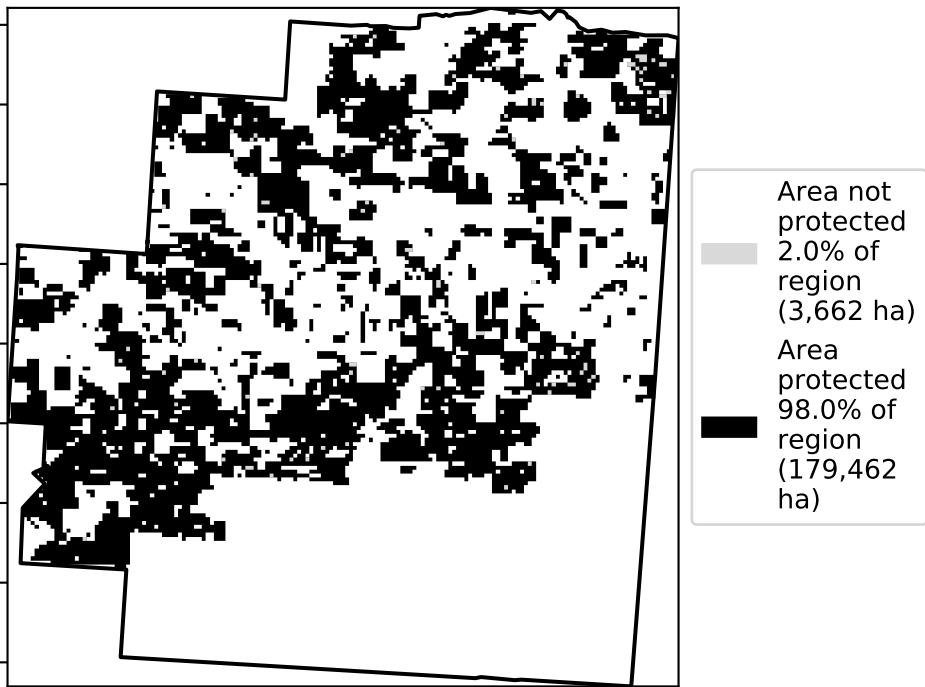 Area not
protected
2.0% of
region
(3,662 ha)
Area
protected
98.0% of
region
(179,462
ha)